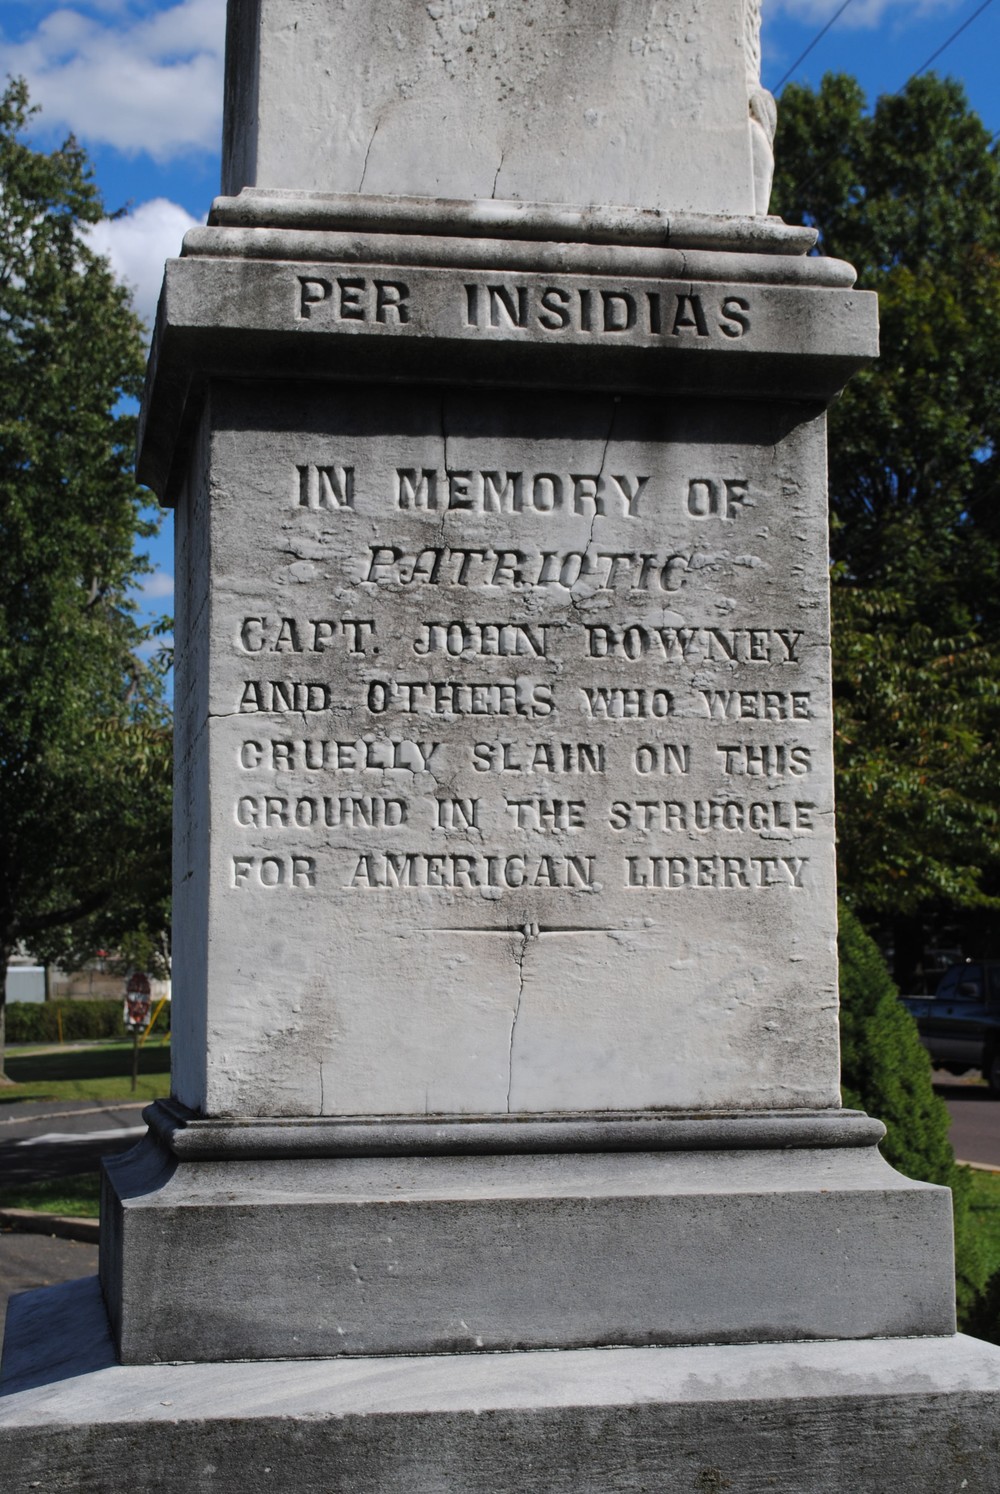 PER INSIDIAS
IN MEMORY OF
PATRIOTIC
CAPT. JOHN DOWNEY
AND OTHERS WHO WERE
CRUELLY SLAIN ON THIS
GROUND IN THE STRUGGLE
FOR AMERICAN LIBERTY